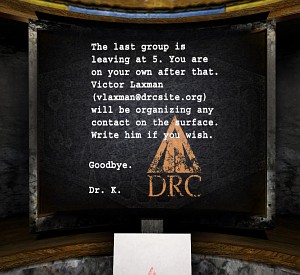 The last group is
leaving at 5. You are
on your own after that.
Victor Laxman
(vlaxman@drcsite.org)
will be organizing any
contact on the surface.
Write him if you wish.
Goodbye.
Dr. K.
DRC